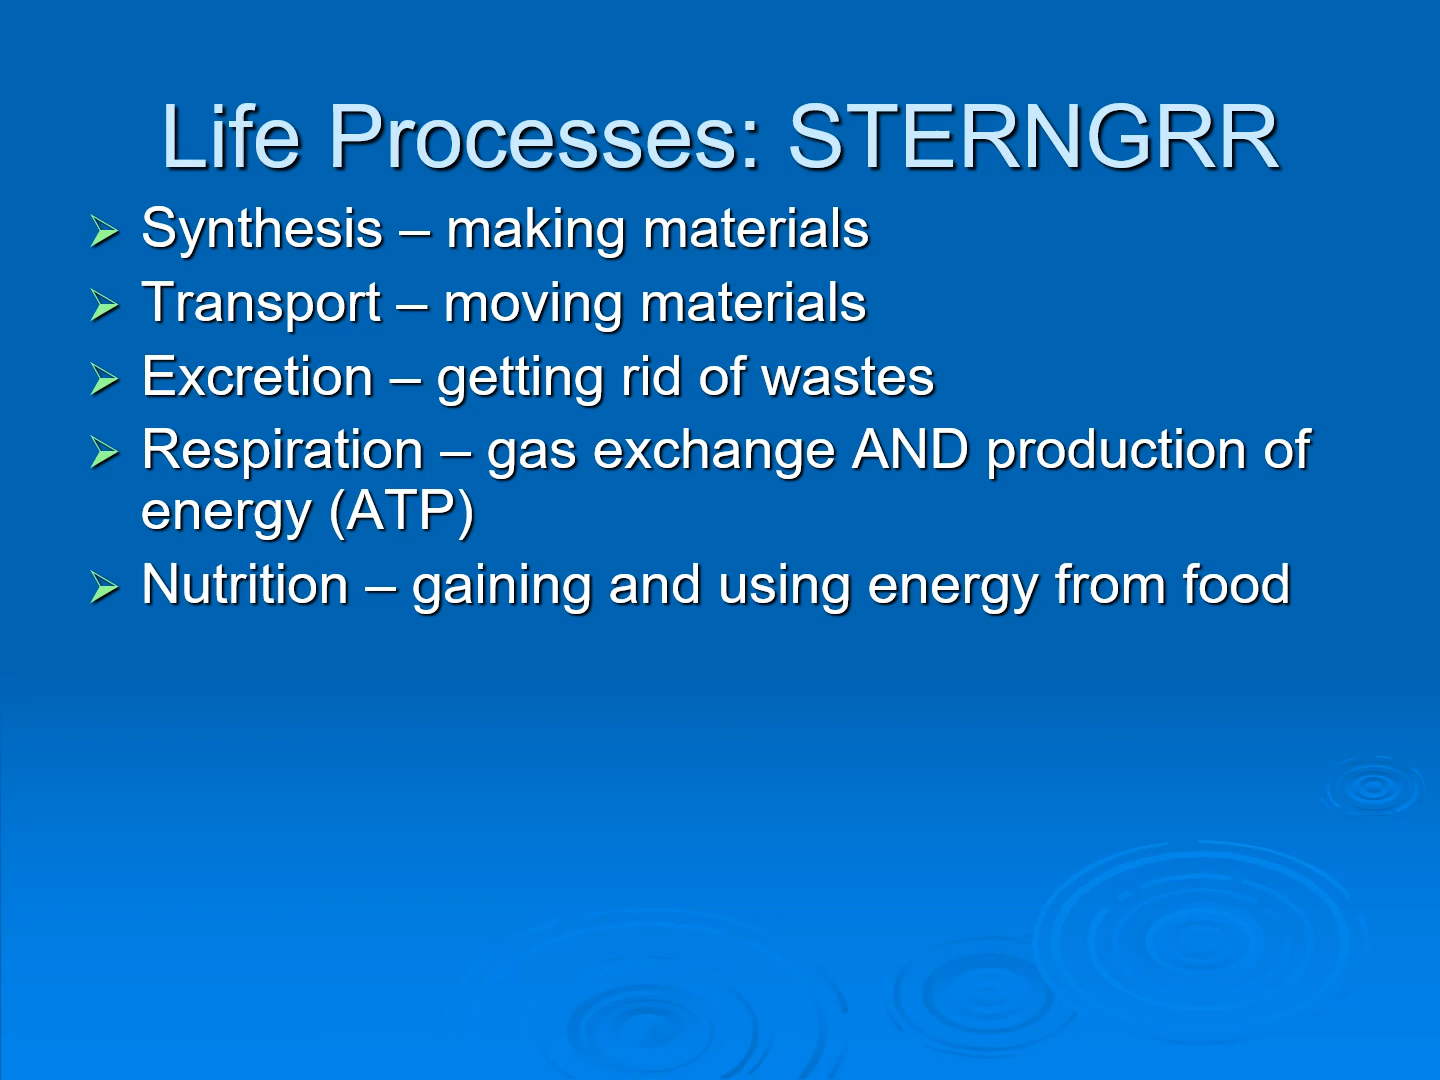 Life Processes: STERNGRR
Synthesis – making materials
Transport – moving materials
Excretion – getting rid of wastes
Respiration – gas exchange AND production of
energy (ATP)
Nutrition – gaining and using energy from food